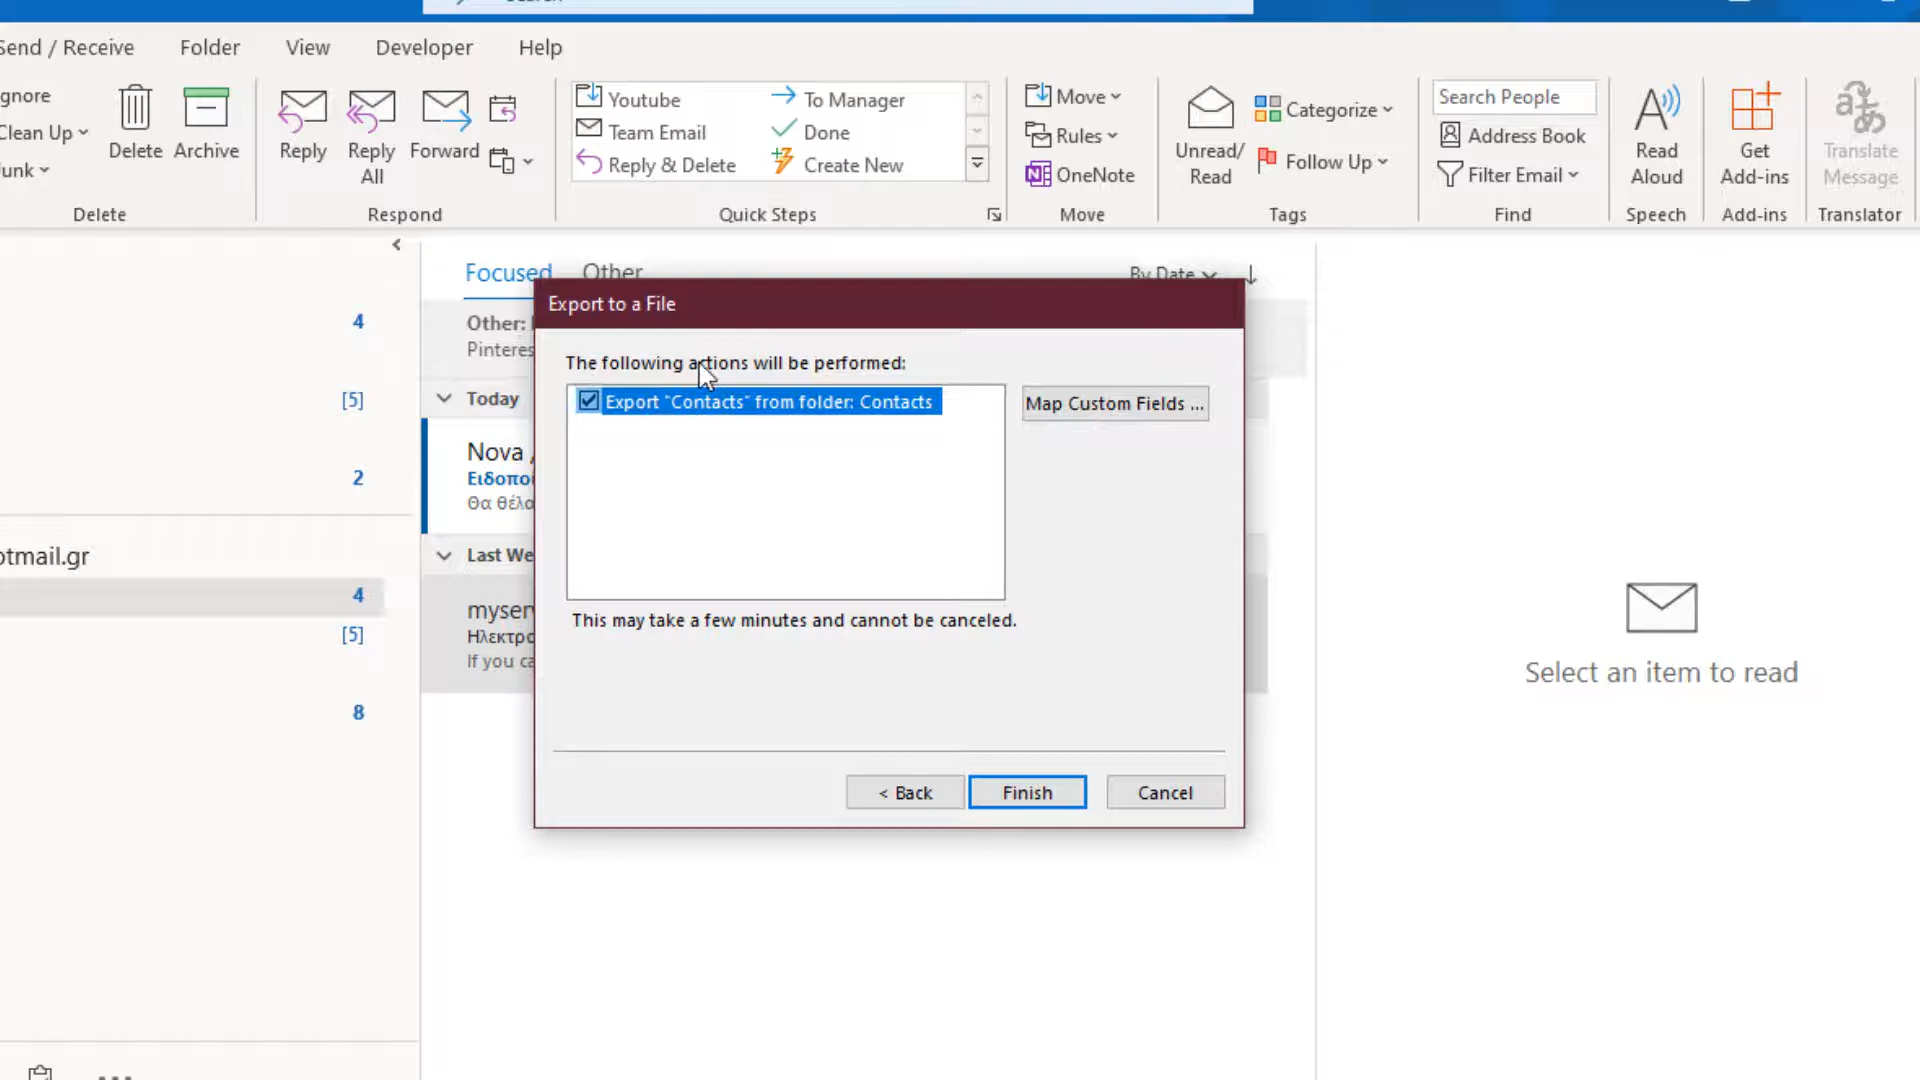 Send / Receive Folder View Developer Help
gnore
Clean Up
unk
Delete
Archive
Delete
Reply
Reply All
Forward
Respond
Youtube
Team Email
Reply & Delete
To Manager
Done
Create New
Quick Steps
Move
Rules
OneNote
Move
Unread/
Read
Categorize
Follow Up
Tags
Search People
Address Book
Filter Email
Find
Read
Aloud
Speech
Get
Add-ins
Add-ins
Translate
Message
Translator
4
[5]
2
otmail.gr
4
[5]
8
Focused Other By Date
Other:
Pinteres
Today
Nova
Ειδοποί
Θα θέλα
Last We
myserv
Ηλεκτρο
If you ca
Export to a File
The following actions will be performed:
Export "Contacts" from folder: Contacts
Map Custom Fields ...
This may take a few minutes and cannot be canceled.
< Back
Finish
Cancel
Select an item to read